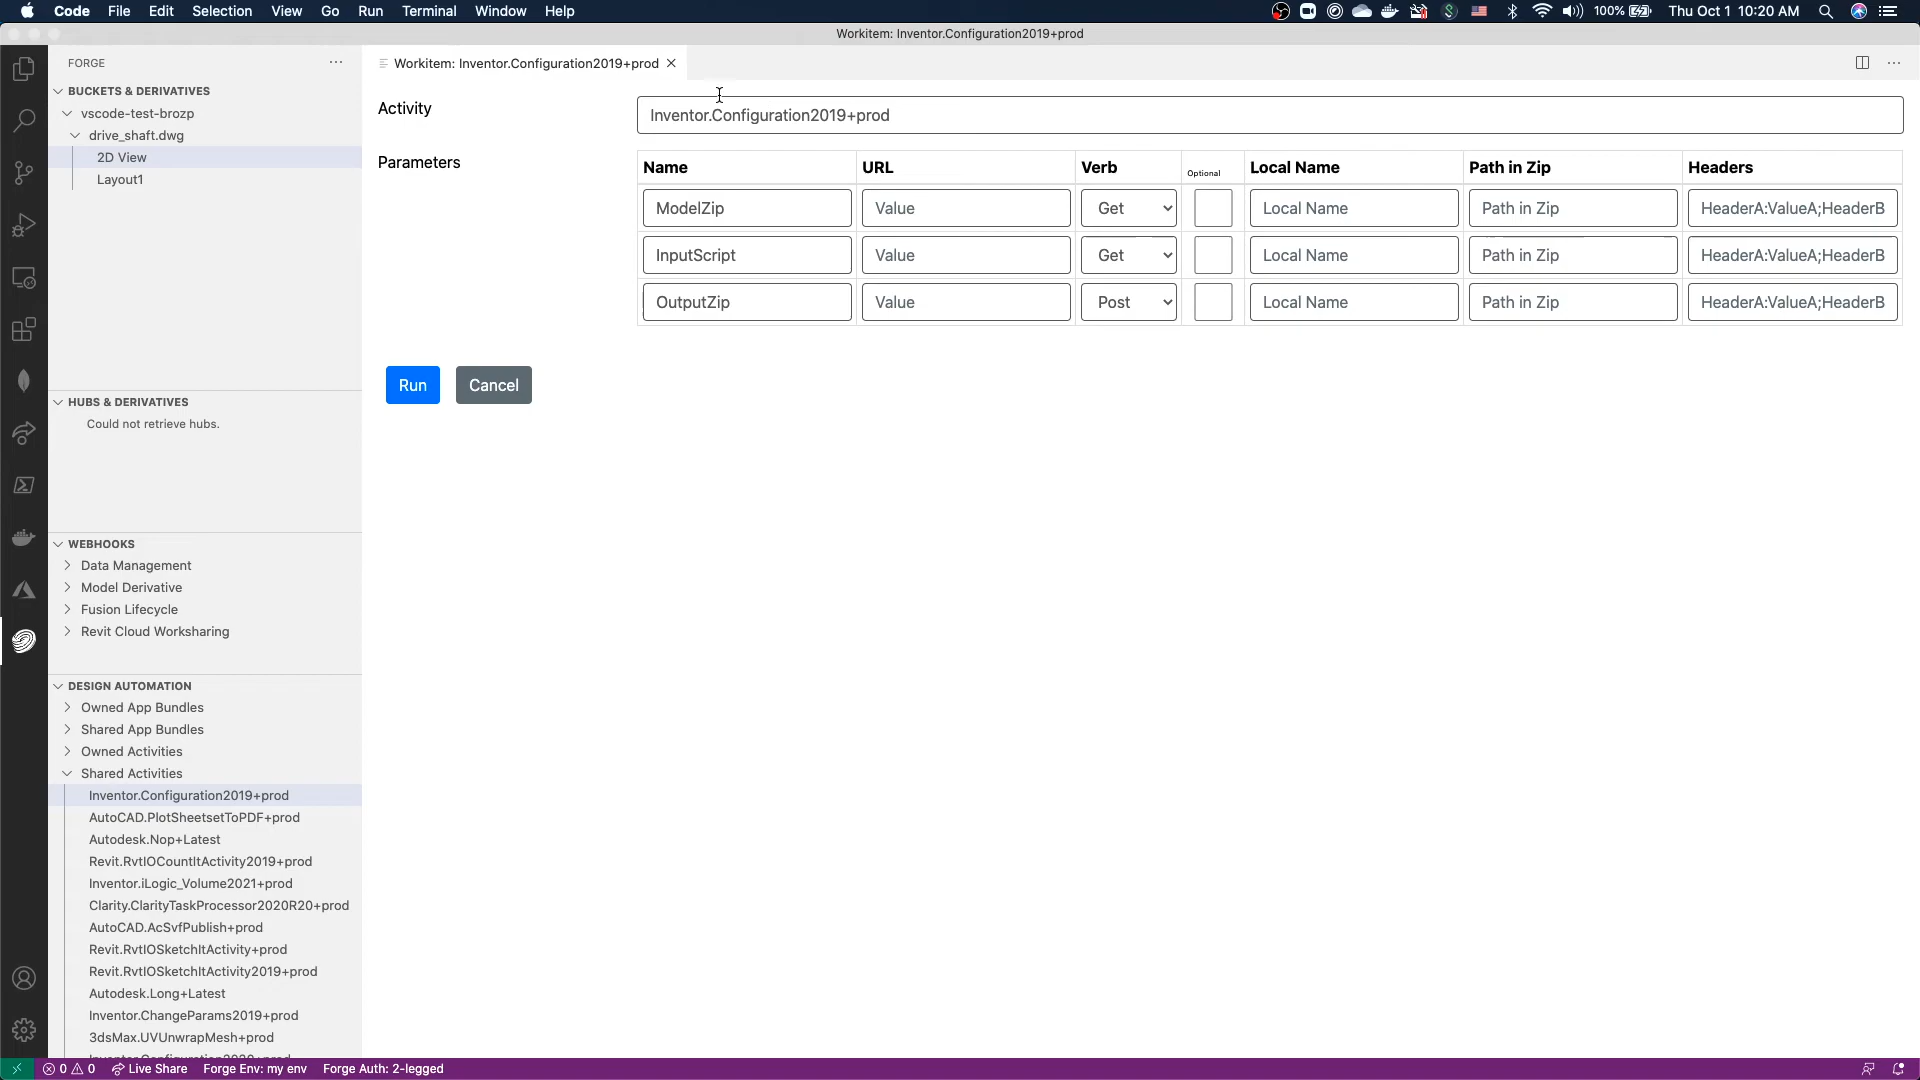 Code File Edit Selection View Go Run Terminal Window Help 100% Thu Oct 1 10:20 AM
Workitem: Inventor.Configuration2019+prod
FORGE
Workitem: Inventor.Configuration2019+prod
BUCKETS & DERIVATIVES
vscode-test-brozp
drive_shaft.dwg
2D View
Layout1
HUBS & DERIVATIVES
Could not retrieve hubs.
WEBHOOKS
Data Management
Model Derivative
Fusion Lifecycle
Revit Cloud Worksharing
DESIGN AUTOMATION
Owned App Bundles
Shared App Bundles
Owned Activities
Shared Activities
Inventor.Configuration2019+prod
AutoCAD.PlotSheetsetToPDF+prod
Autodesk.Nop+Latest
Revit.RvtIOCountItActivity2019+prod
Inventor.iLogic_Volume2021+prod
Clarity.ClarityTaskProcessor2020R20+prod
AutoCAD.AcSvfPublish+prod
Revit.RvtIOSketchItActivity+prod
Revit.RvtIOSketchItActivity2019+prod
Autodesk.Long+Latest
Inventor.ChangeParams2019+prod
3dsMax.UVUnwrapMesh+prod
Activity Inventor.Configuration2019+prod
Parameters
Name URL Verb Optional Local Name Path in Zip Headers
ModelZip Value Get Local Name Path in Zip HeaderA:ValueA;HeaderB
InputScript Value Get Local Name Path in Zip HeaderA:ValueA;HeaderB
OutputZip Value Post Local Name Path in Zip HeaderA:ValueA;HeaderB
Run Cancel
0 0 Live Share Forge Env: my env Forge Auth: 2-legged